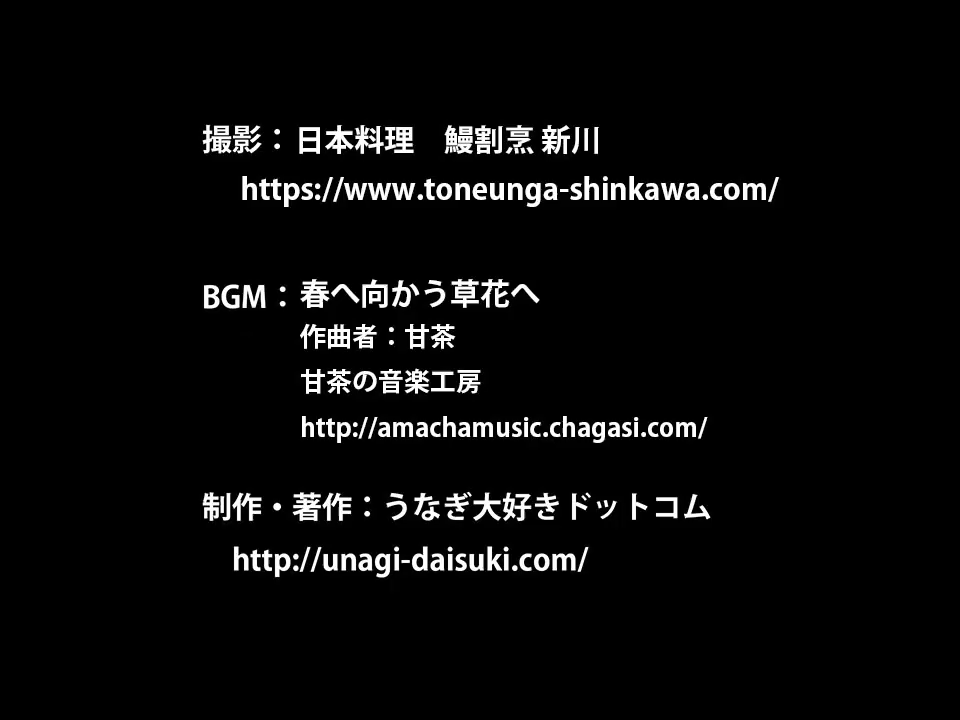 撮影：日本料理　鰻割烹 新川
https://www.toneunga-shinkawa.com/
BGM：春へ向かう草花へ
作曲者：甘茶
甘茶の音楽工房
http://amachamusic.chagasi.com/
制作・著作：うなぎ大好きドットコム
http://unagi-daisuki.com/